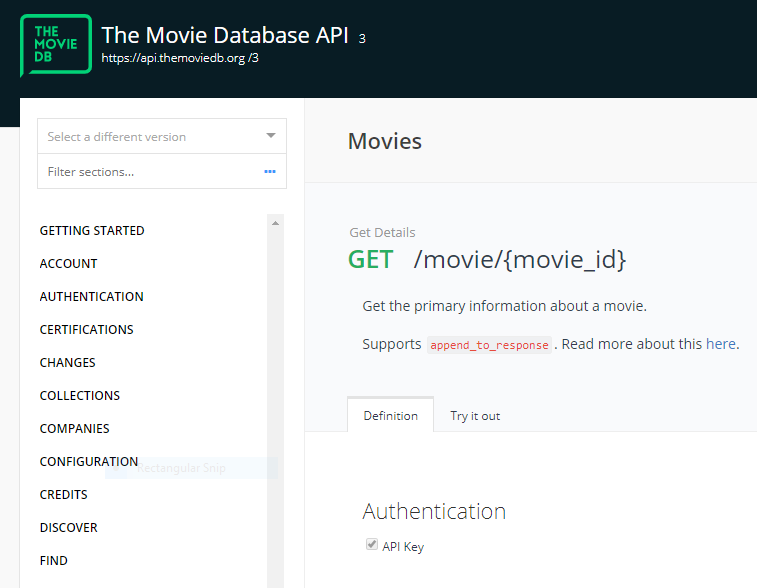 THE
MOVIE
DB
The Movie Database API 3
https://api.themoviedb.org /3
Select a different version
Filter sections...
GETTING STARTED
ACCOUNT
AUTHENTICATION
CERTIFICATIONS
CHANGES
COLLECTIONS
COMPANIES
CONFIGURATION
Rectangular Snip
CREDITS
DISCOVER
FIND
Movies
Get Details
GET /movie/{movie_id}
Get the primary information about a movie.
Supports append_to_response . Read more about this here.
Definition Try it out
Authentication
API Key